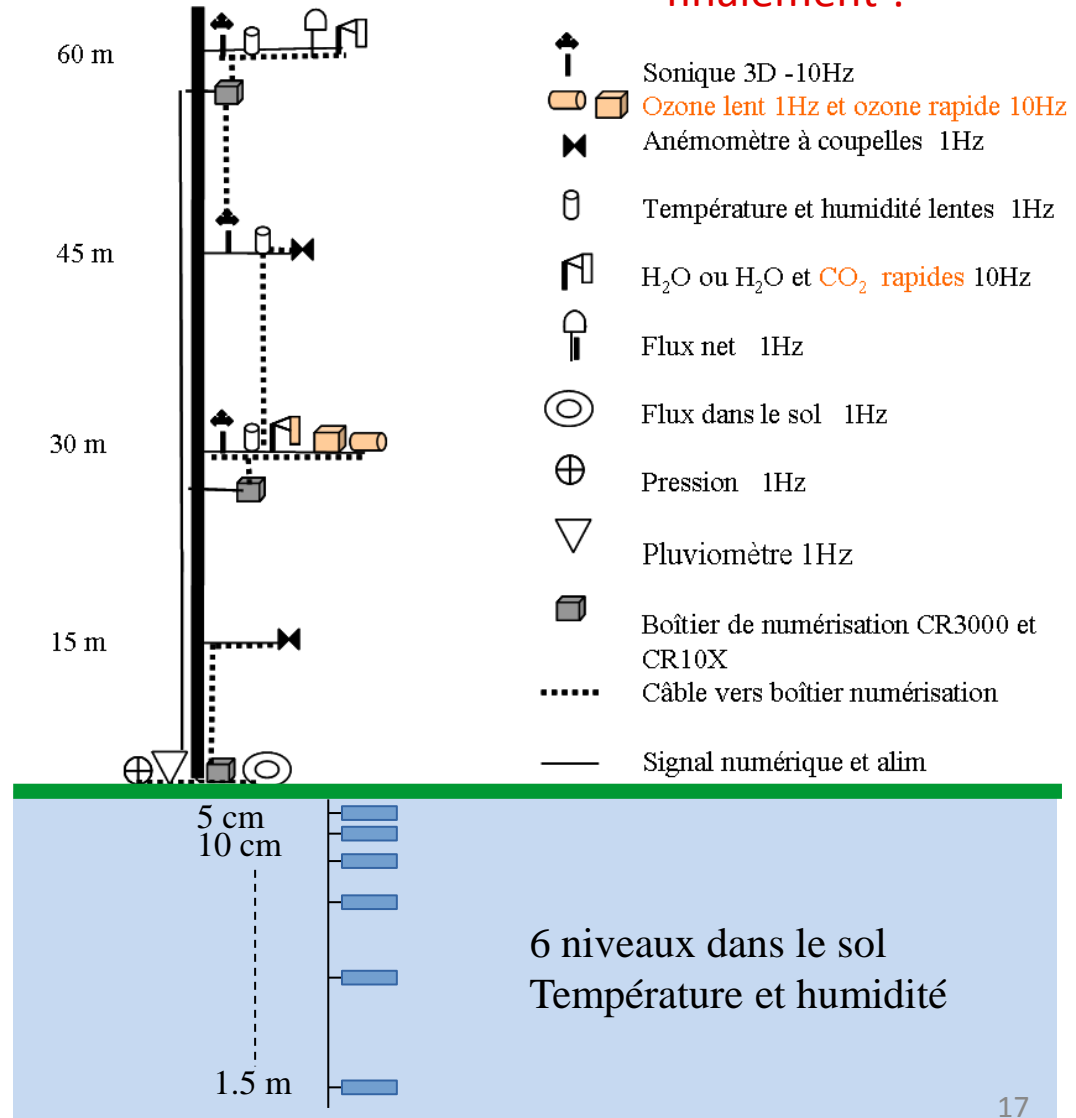 finalement ?
60 m
45 m
30 m
15 m
Sonique 3D -10Hz
Ozone lent 1Hz et ozone rapide 10Hz
Anémomètre à coupelles 1Hz
Température et humidité lentes 1Hz
H₂O ou H₂O et CO₂ rapides 10Hz
Flux net 1Hz
Flux dans le sol 1Hz
Pression 1Hz
Pluviomètre 1Hz
Boîtier de numérisation CR3000 et
CR10X
Câble vers boîtier numérisation
Signal numérique et alim
5 cm
10 cm
1.5 m
6 niveaux dans le sol
Température et humidité
17